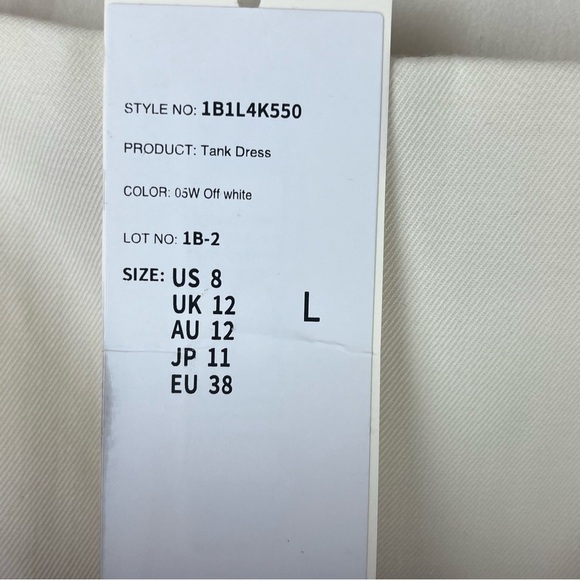 STYLE NO: 1B1L4K550
PRODUCT: Tank Dress
COLOR: 05W Off white
LOT NO: 1B-2
SIZE: US 8
UK 12
AU 12
JP 11
EU 38
L